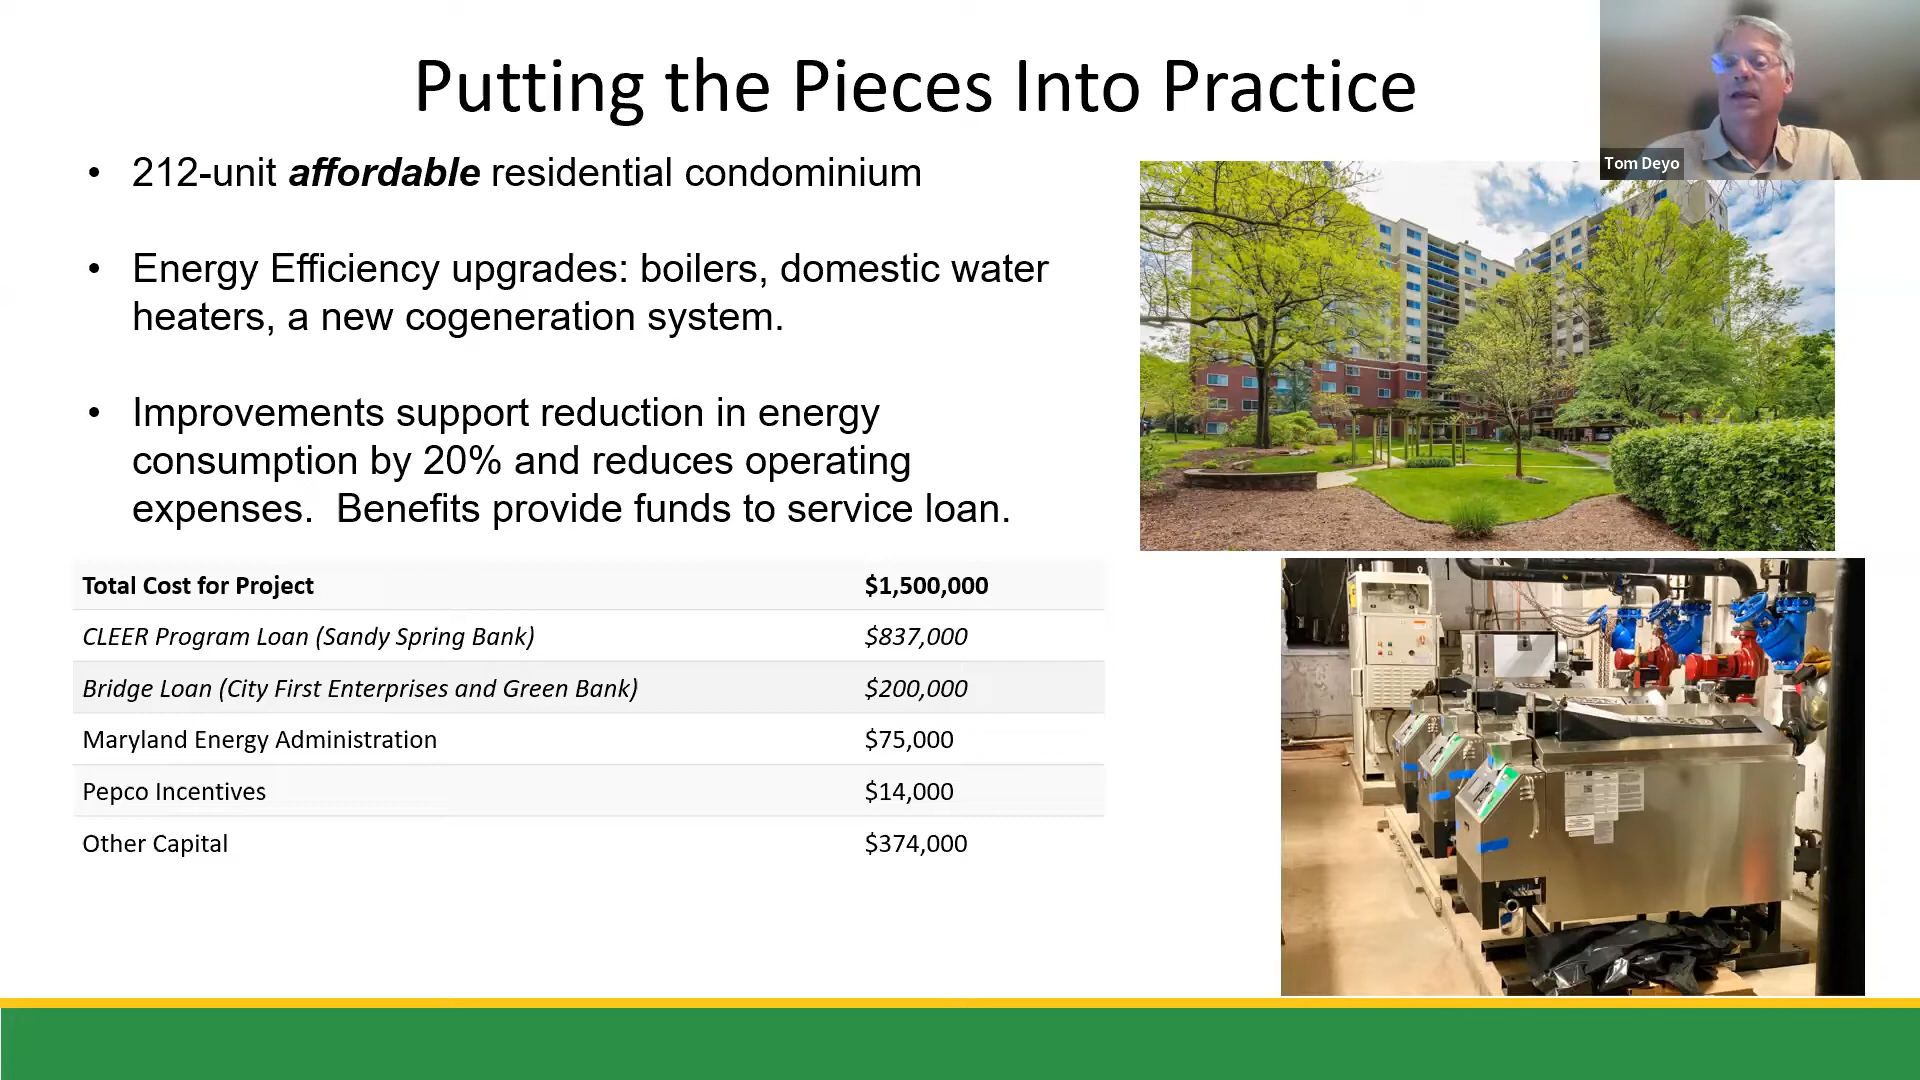 Putting the Pieces Into Practice
Tom Deyo
• 212-unit affordable residential condominium
• Energy Efficiency upgrades: boilers, domestic water
heaters, a new cogeneration system.
• Improvements support reduction in energy
consumption by 20% and reduces operating
expenses.  Benefits provide funds to service loan.
Total Cost for Project $1,500,000
CLEER Program Loan (Sandy Spring Bank) $837,000
Bridge Loan (City First Enterprises and Green Bank) $200,000
Maryland Energy Administration $75,000
Pepco Incentives $14,000
Other Capital $374,000